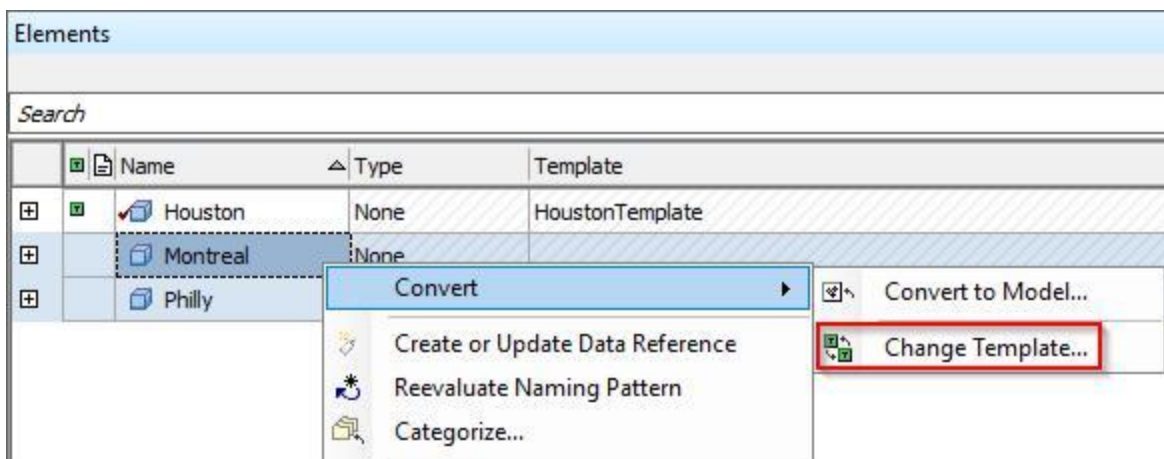 Elements
Search
Name Type Template
Houston None HoustonTemplate
Montreal None
Philly
Convert
Convert to Model...
Change Template...
Create or Update Data Reference
Reevaluate Naming Pattern
Categorize...